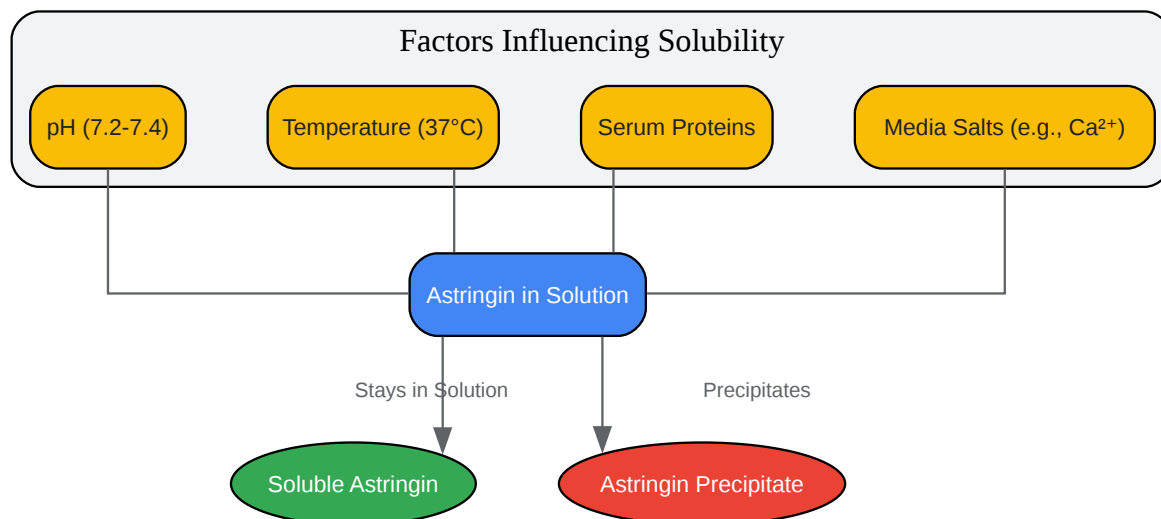 Factors Influencing Solubility
pH (7.2-7.4)
Temperature (37°C)
Serum Proteins
Media Salts (e.g., Ca²⁺)
Astringin in Solution
Stays in Solution
Precipitates
Soluble Astringin
Astringin Precipitate